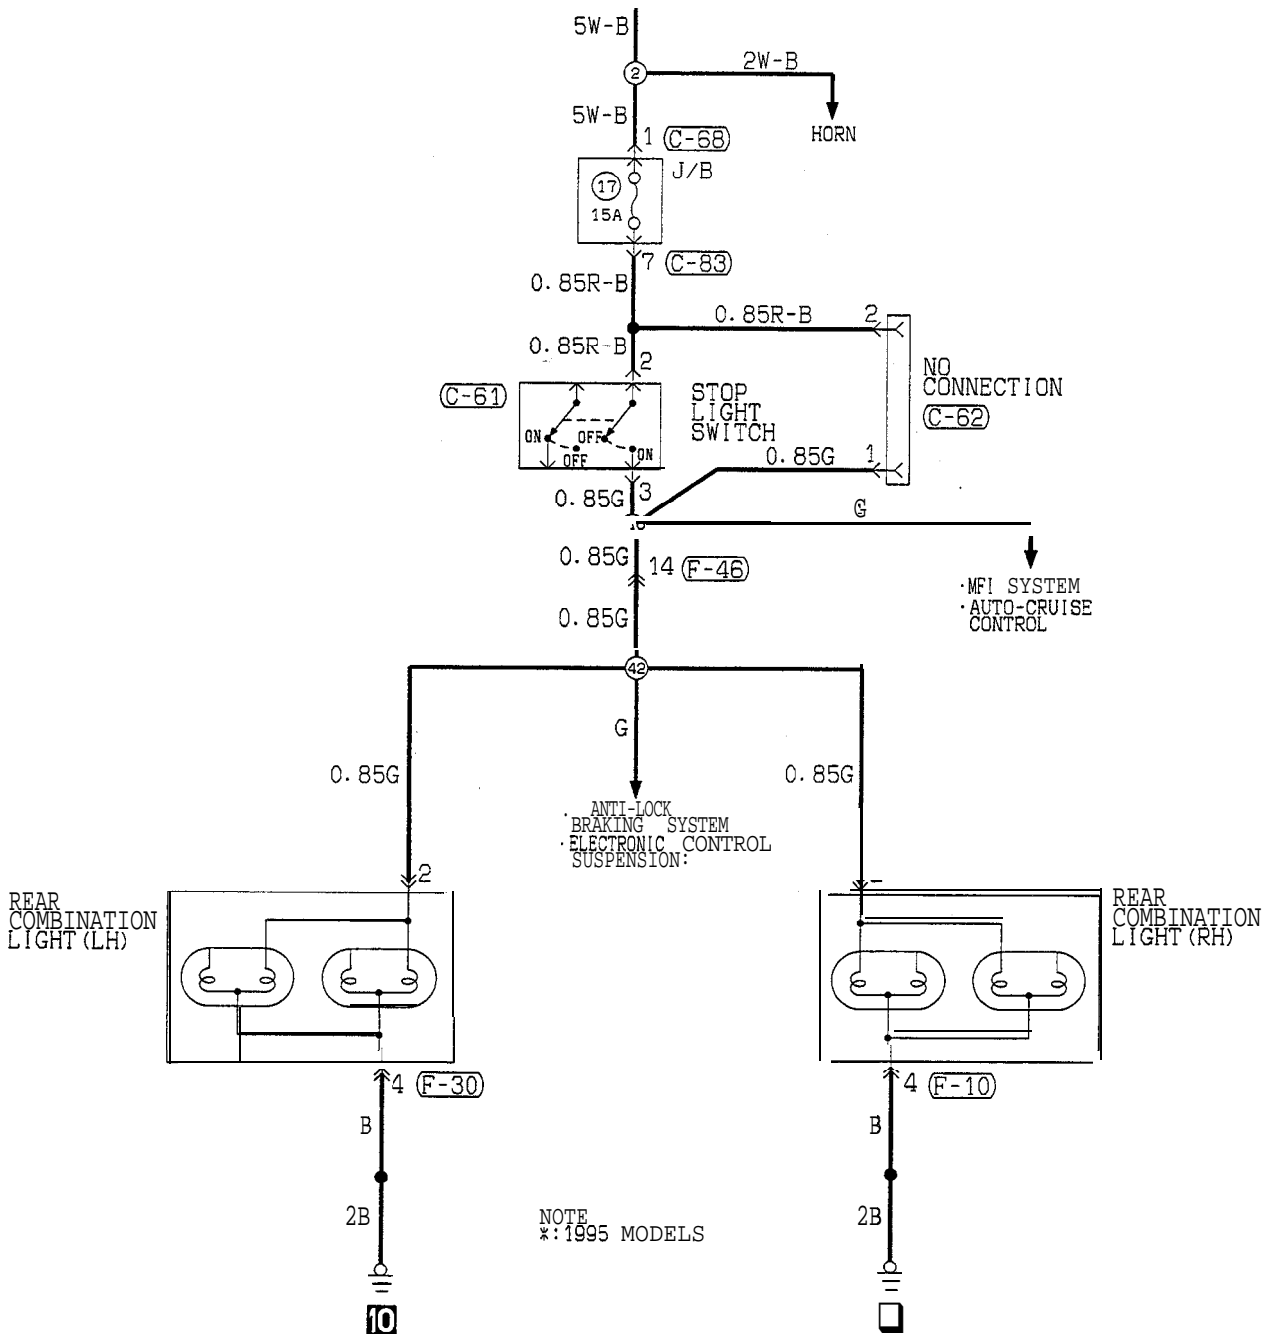 5W-B
2
2W-B
5W-B
HORN
1 (C-68)
J/B
17
15A
7 (C-83)
0.85R-B
0.85R-B 2
0.85R-B
2
NO
CONNECTION
(C-62)
(C-61)
STOP
LIGHT
SWITCH
ON OFF
OFF ON
0.85G 1
0.85G 3
G
0.85G
14 (F-46)
·MFI SYSTEM
·AUTO-CRUISE
CONTROL
0.85G
42
G
0.85G
0.85G
. ANTI-LOCK
BRAKING SYSTEM
·ELECTRONIC CONTROL
SUSPENSION:
2
REAR
COMBINATION
LIGHT(LH)
REAR
COMBINATION
LIGHT(RH)
4 (F-30)
4 (F-10)
B
B
2B
2B
NOTE
*:1995 MODELS
10